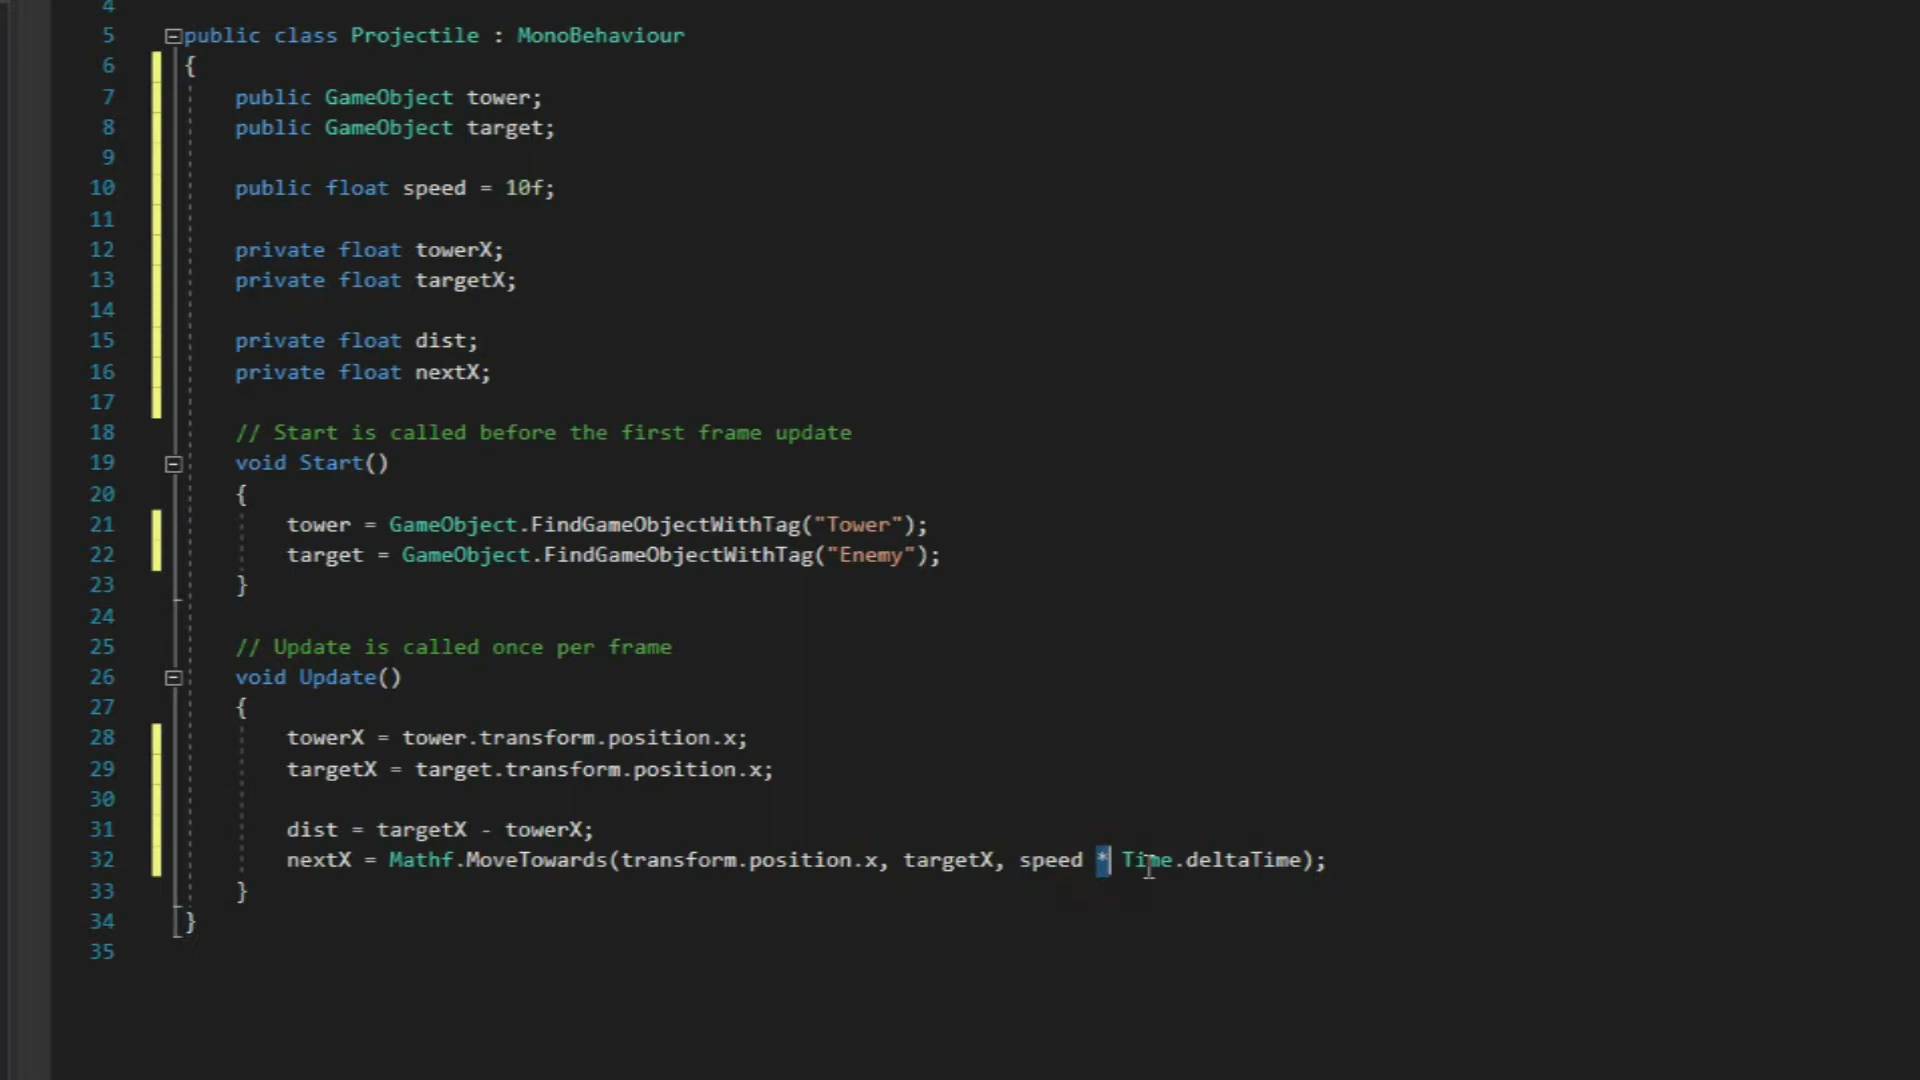 4
5 public class Projectile : MonoBehaviour
6 {
7 public GameObject tower;
8 public GameObject target;
9
10 public float speed = 10f;
11
12 private float towerX;
13 private float targetX;
14
15 private float dist;
16 private float nextX;
17
18 // Start is called before the first frame update
19 void Start()
20 {
21 tower = GameObject.FindGameObjectWithTag("Tower");
22 target = GameObject.FindGameObjectWithTag("Enemy");
23 }
24
25 // Update is called once per frame
26 void Update()
27 {
28 towerX = tower.transform.position.x;
29 targetX = target.transform.position.x;
30
31 dist = targetX - towerX;
32 nextX = Mathf.MoveTowards(transform.position.x, targetX, speed * Time.deltaTime);
33 }
34 }
35